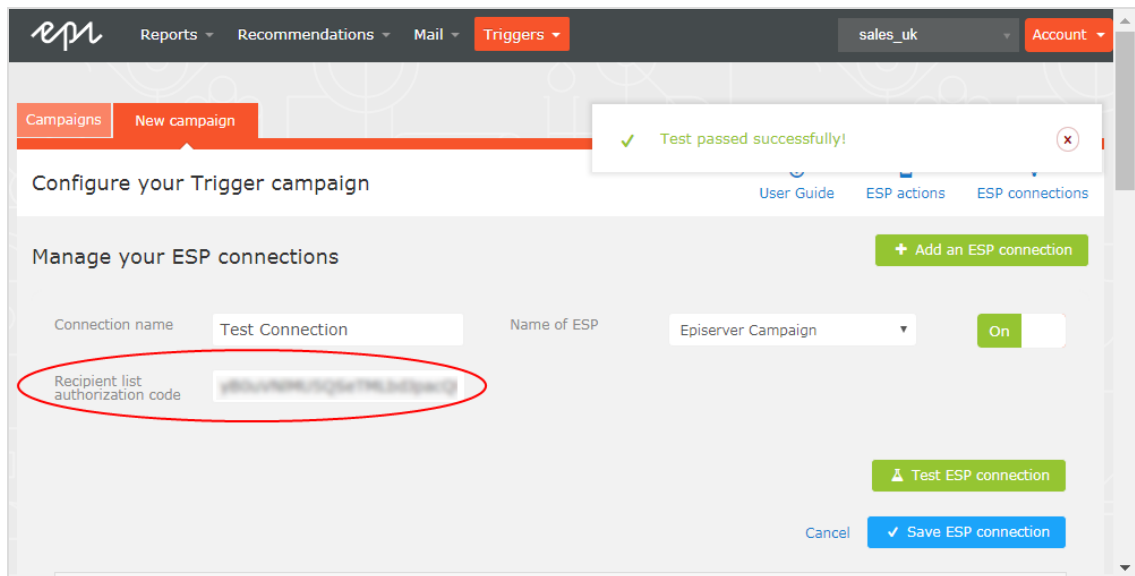 epi Reports Recommendations Mail Triggers sales_uk Account
Campaigns New campaign
Test passed successfully! x
Configure your Trigger campaign
User Guide ESP actions ESP connections
Manage your ESP connections
+ Add an ESP connection
Connection name Test Connection Name of ESP Episerver Campaign On
Recipient list
authorization code
Test ESP connection
Cancel Save ESP connection